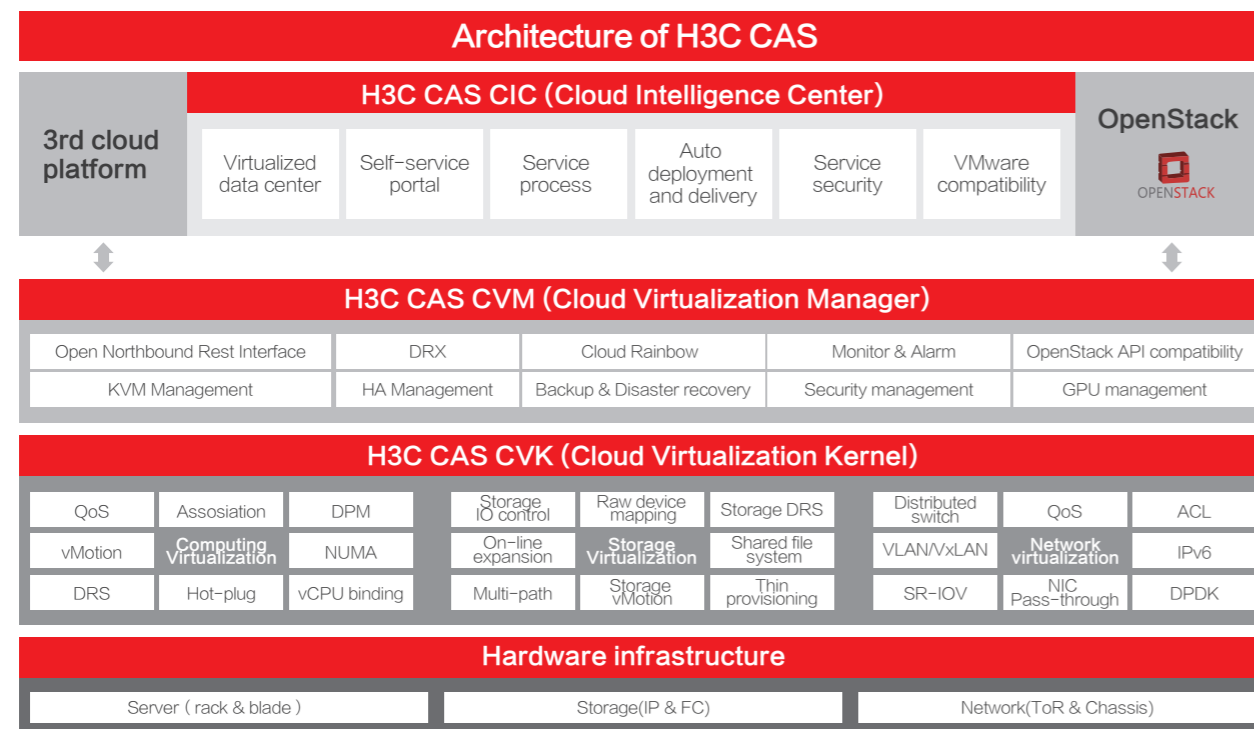 Architecture of H3C CAS
3rd cloud
platform
H3C CAS CIC (Cloud Intelligence Center)
Virtualized
data center
Self-service
portal
Service
process
Auto
deployment
and delivery
Service
security
VMware
compatibility
OpenStack
OPENSTACK
H3C CAS CVM (Cloud Virtualization Manager)
Open Northbound Rest Interface
DRX
Cloud Rainbow
Monitor & Alarm
OpenStack API compatibility
KVM Management
HA Management
Backup & Disaster recovery
Security management
GPU management
H3C CAS CVK (Cloud Virtualization Kernel)
QoS
Assosiation
DPM
vMotion
Computing
Virtualization
NUMA
DRS
Hot-plug
vCPU binding
Storage
IO control
Raw device
mapping
Storage DRS
On-line
expansion
Storage
Virtualization
Shared file
system
Multi-path
Storage
vMotion
Thin
provisioning
Distributed
switch
QoS
ACL
VLAN/VxLAN
Network
virtualization
IPv6
SR-IOV
NIC
Pass-through
DPDK
Hardware infrastructure
Server ( rack & blade )
Storage(IP & FC)
Network(ToR & Chassis)